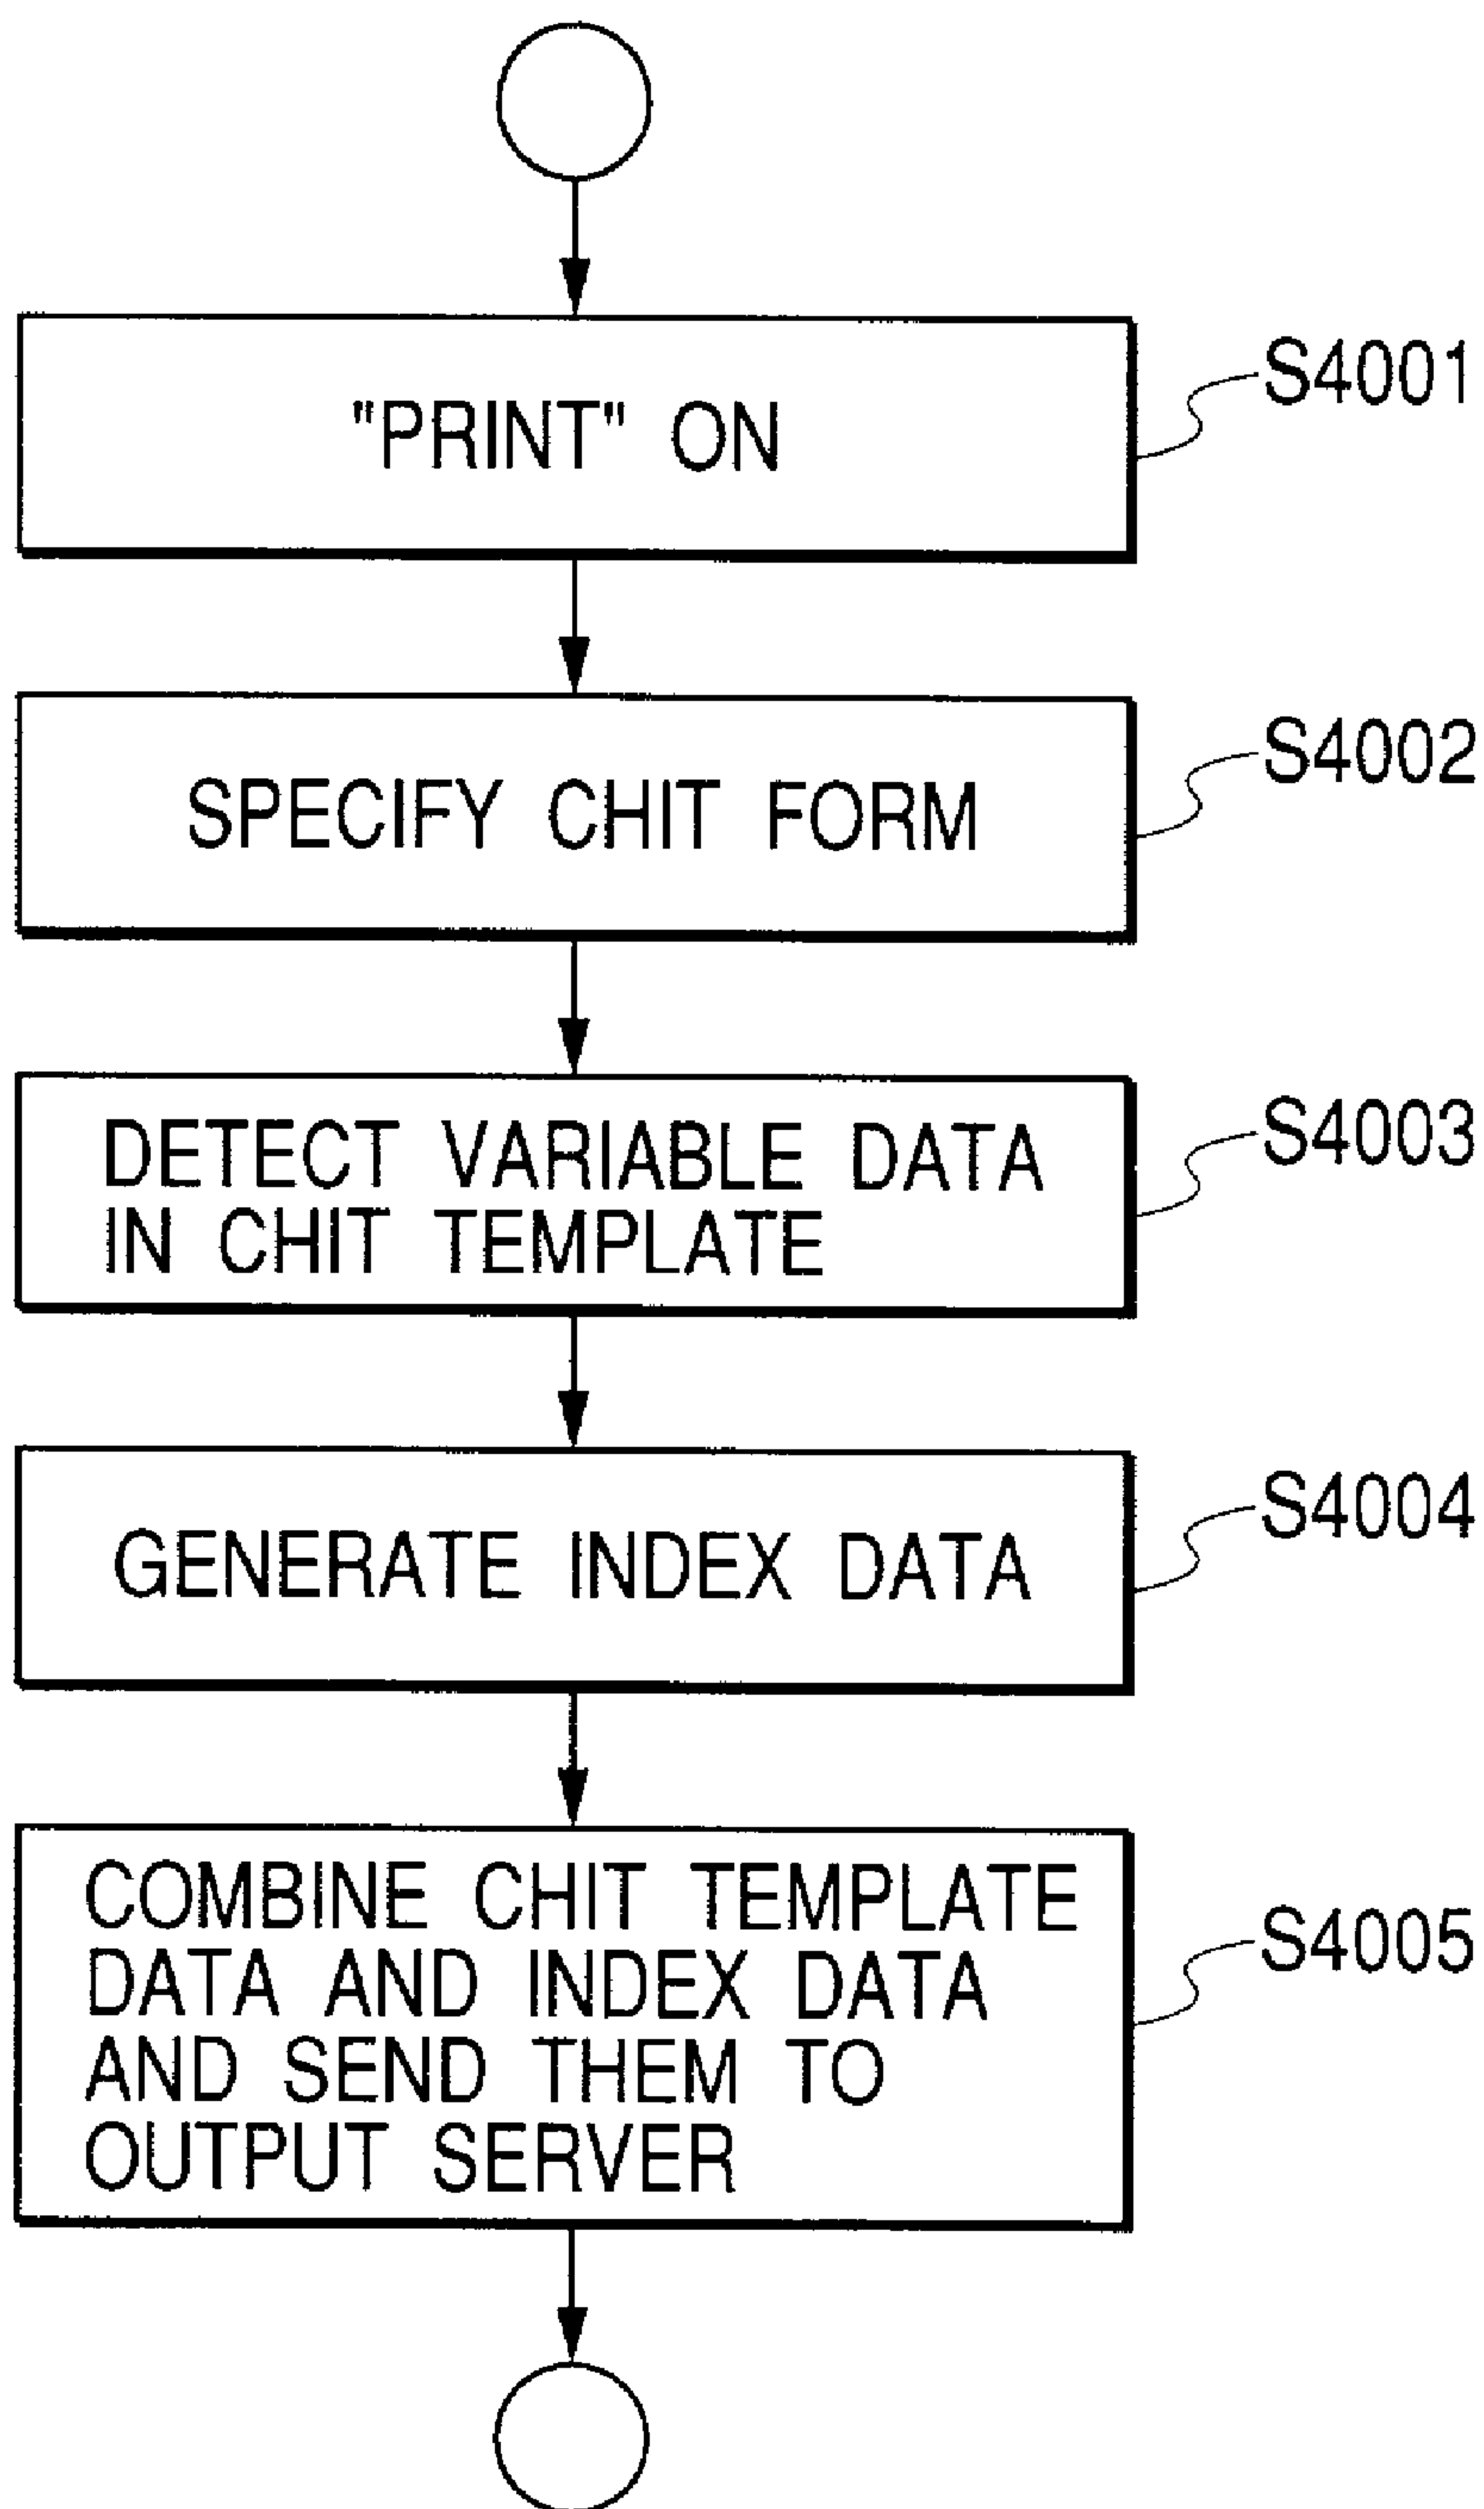 "PRINT" ON
S4001
SPECIFY CHIT FORM
S4002
DETECT VARIABLE DATA
IN CHIT TEMPLATE
S4003
GENERATE INDEX DATA
S4004
COMBINE CHIT TEMPLATE
DATA AND INDEX DATA
AND SEND THEM TO
OUTPUT SERVER
S4005